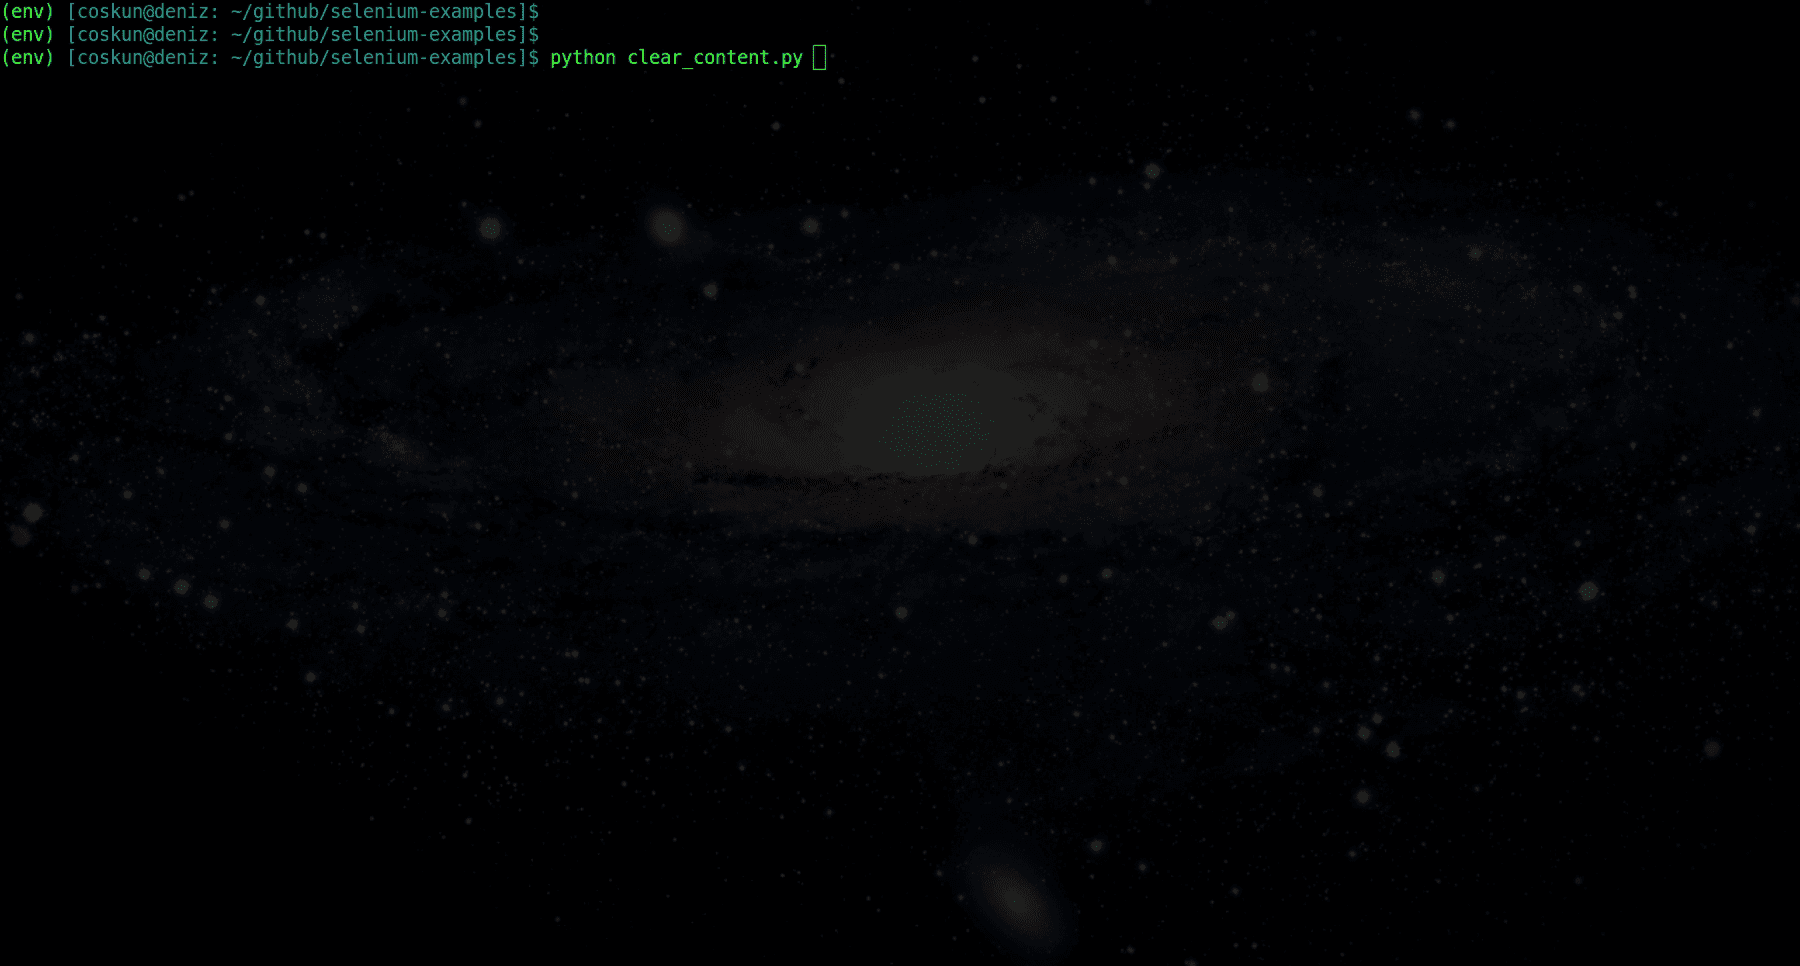 (env) [coskun@deniz: ~/github/selenium-examples]$
(env) [coskun@deniz: ~/github/selenium-examples]$
(env) [coskun@deniz: ~/github/selenium-examples]$ python clear_content.py